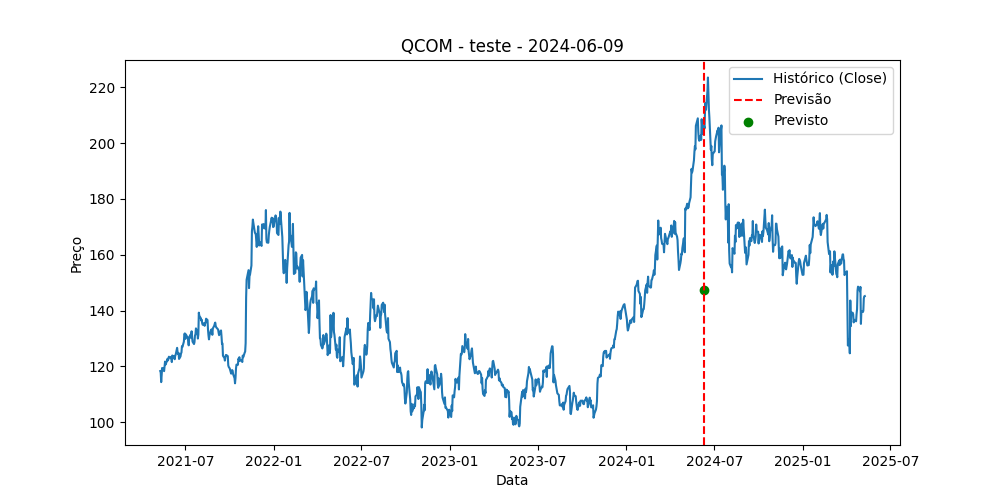 QCOM - teste - 2024-06-09
Histórico (Close)
Previsão
Previsto
Preço
220
200
180
160
140
120
100
2021-07 2022-01 2022-07 2023-01 2023-07 2024-01 2024-07 2025-01 2025-07
Data